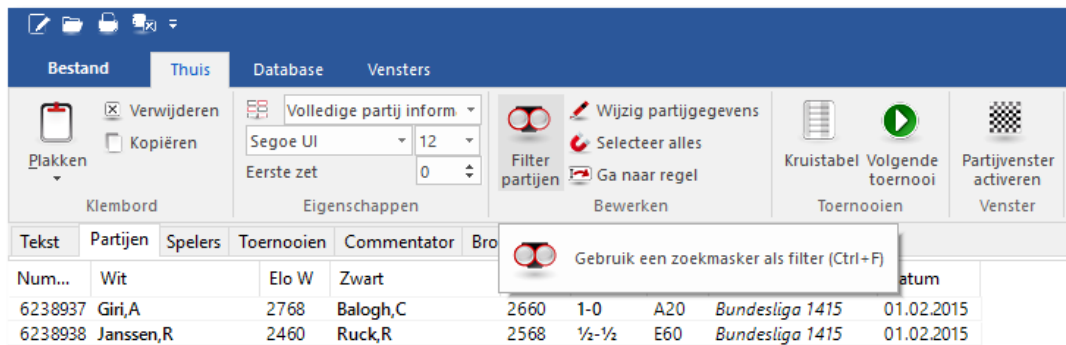 Bestand Thuis Database Vensters
Plakken
Verwijderen
Kopiëren
Klembord
Volledige partij inform
Segoe UI 12
Eerste zet 0
Eigenschappen
Filter partijen
Wijzig partijgegevens
Selecteer alles
Ga naar regel
Bewerken
Kruistabel
Volgende toernooi
Toernooien
Partijvenster activeren
Venster
Tekst Partijen Spelers Toernooien Commentator Bro
Gebruik een zoekmasker als filter (Ctrl+F)
Num... Wit Elo W Zwart atum
6238937 Giri,A 2768 Balogh,C 2660 1-0 A20 Bundesliga 1415 01.02.2015
6238938 Janssen,R 2460 Ruck,R 2568 ½-½ E60 Bundesliga 1415 01.02.2015